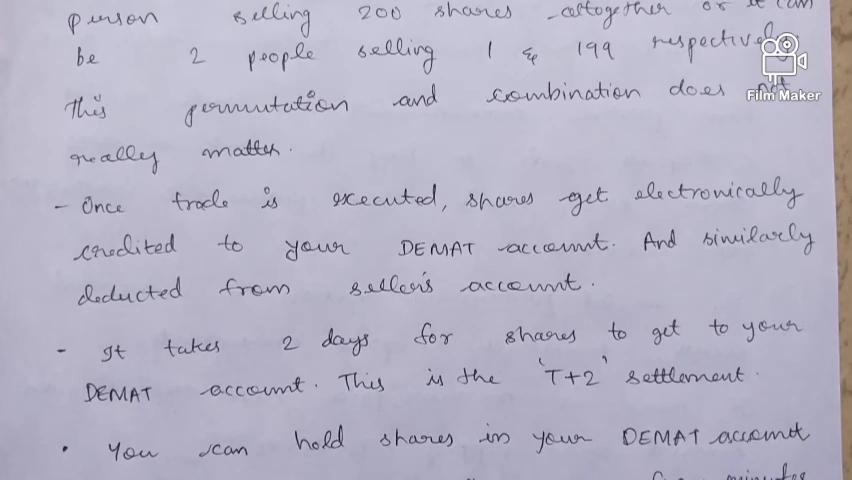 person selling 200 shares altogether or it can
be 2 people selling 1 & 199 respectively.
This permutation and combination does not
Film Maker
really matter.
- Once trade is executed, shares get electronically
credited to your DEMAT account. And similarly
deducted from seller's account.
- It takes 2 days for shares to get to your
DEMAT account. This is the 'T+2' settlement.
• You can hold shares in your DEMAT account
minutes